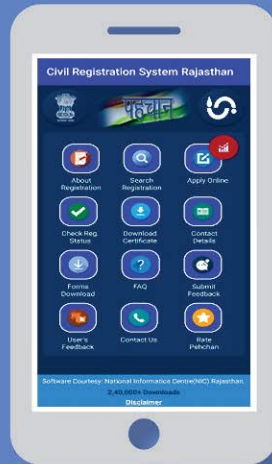 Civil Registration System Rajasthan
पहचान
About
Registration
Search
Registration
Apply Online
Check Reg.
Status
Download
Certificate
Contact
Details
Forms
Download
FAQ
Submit
Feedback
User's
Feedback
Contact Us
Rate
Pehchan
Software Courtesy: National Informatics Centre(NIC) Rajasthan.
2,40,000+ Downloads
Disclaimer